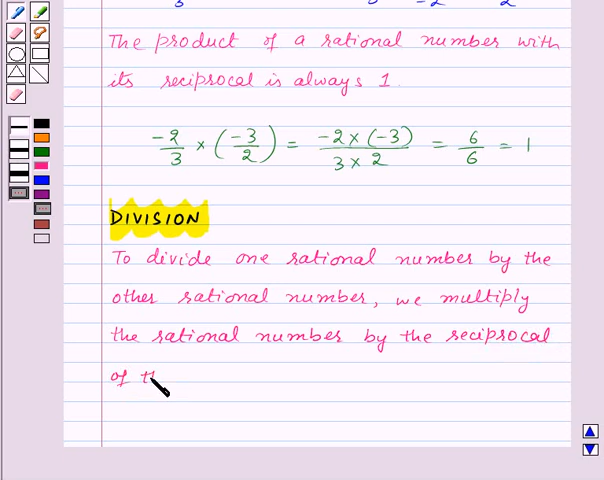 The product of a rational number with
its reciprocal is always 1.
-2/3 × (-3/2) = -2 × (-3)/3 × 2 = 6/6 = 1
DIVISION
To divide one rational number by the
other rational number, we multiply
the rational number by the reciprocal
of th